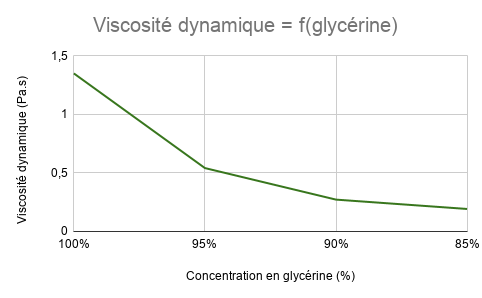 Viscosité dynamique = f(glycérine)
Viscosité dynamique (Pa.s)
1,5
1
0,5
0
100%
95%
90%
85%
Concentration en glycérine (%)